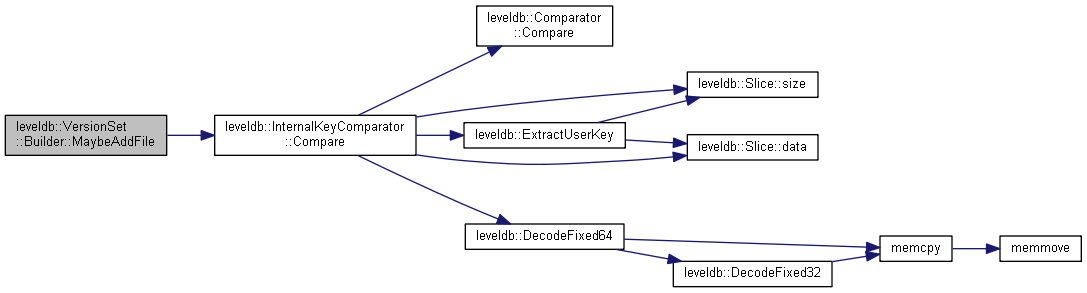 leveldb::Comparator
::Compare
leveldb::Slice::size
leveldb::VersionSet
::Builder::MaybeAddFile
leveldb::InternalKeyComparator
::Compare
leveldb::ExtractUserKey
leveldb::Slice::data
leveldb::DecodeFixed64
memcpy
memmove
leveldb::DecodeFixed32